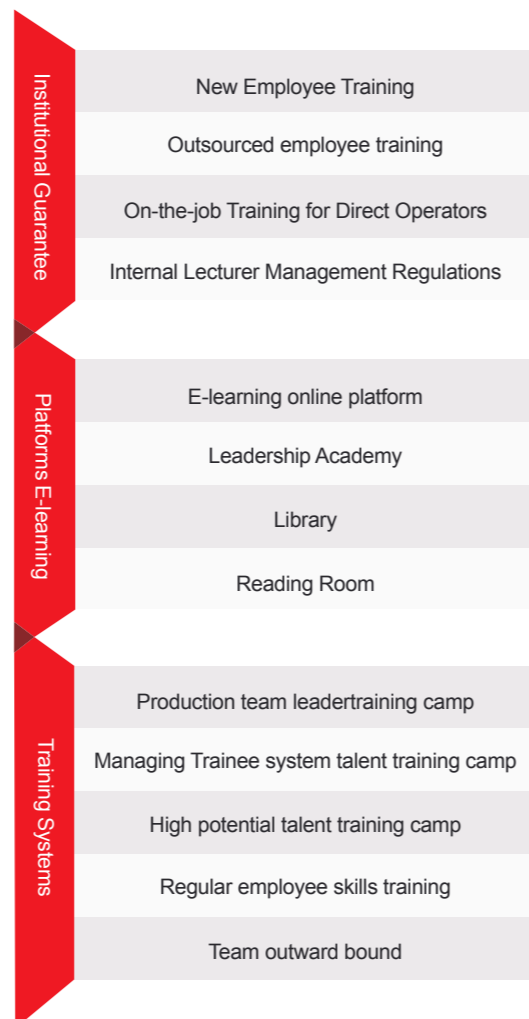 Institutional Guarantee
New Employee Training
Outsourced employee training
On-the-job Training for Direct Operators
Internal Lecturer Management Regulations
Platforms E-learning
E-learning online platform
Leadership Academy
Library
Reading Room
Training Systems
Production team leadertraining camp
Managing Trainee system talent training camp
High potential talent training camp
Regular employee skills training
Team outward bound